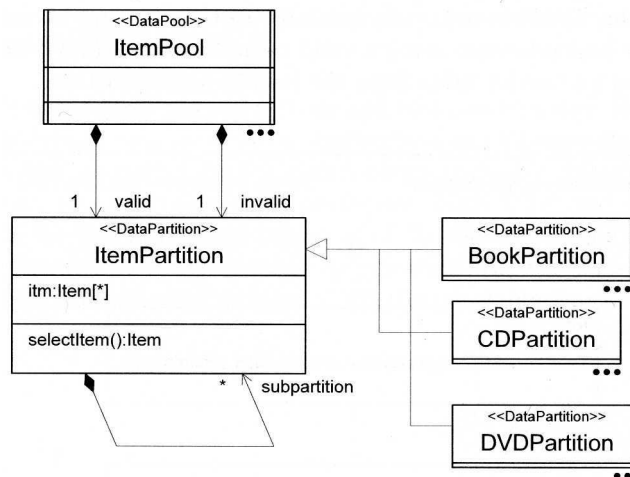 <<DataPool>>
ItemPool
1 valid 1 invalid
<<DataPartition>>
ItemPartition
itm:Item[*]
selectItem():Item
* subpartition
<<DataPartition>>
BookPartition
<<DataPartition>>
CDPartition
<<DataPartition>>
DVDPartition